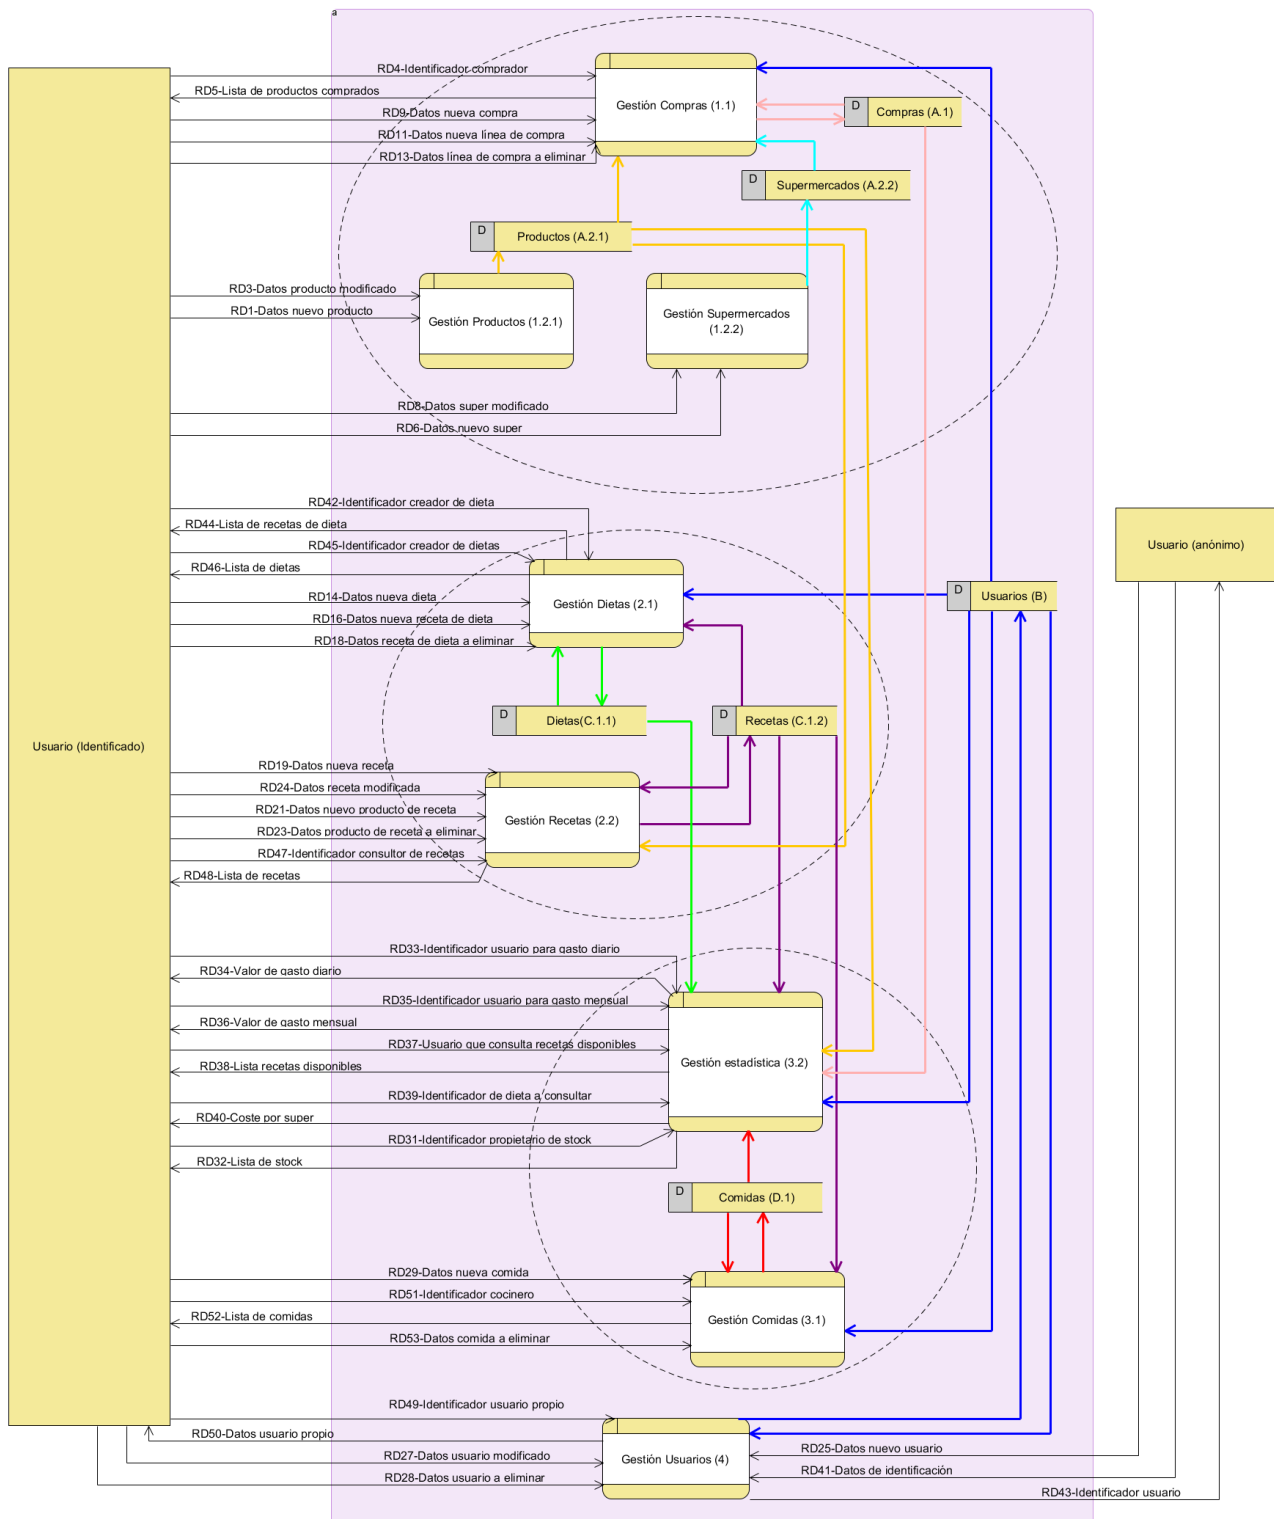 a
RD4-Identificador comprador
RD5-Lista de productos comprados
RD9-Datos nueva compra
RD11-Datos nueva línea de compra
RD13-Datos línea de compra a eliminar
Gestión Compras (1.1)
D
Compras (A.1)
D
Supermercados (A.2.2)
D
Productos (A.2.1)
RD3-Datos producto modificado
RD1-Datos nuevo producto
Gestión Productos (1.2.1)
Gestión Supermercados
(1.2.2)
RD8-Datos super modificado
RD6-Datos nuevo super
RD42-Identificador creador de dieta
RD44-Lista de recetas de dieta
RD45-Identificador creador de dietas
RD46-Lista de dietas
RD14-Datos nueva dieta
RD16-Datos nueva receta de dieta
RD18-Datos receta de dieta a eliminar
Gestión Dietas (2.1)
D
Usuarios (B)
Usuario (anónimo)
D
Dietas(C.1.1)
D
Recetas (C.1.2)
Usuario (Identificado)
RD19-Datos nueva receta
RD24-Datos receta modificada
RD21-Datos nuevo producto de receta
RD23-Datos producto de receta a eliminar
RD47-Identificador consultor de recetas
RD48-Lista de recetas
Gestión Recetas (2.2)
RD33-Identificador usuario para gasto diario
RD34-Valor de gasto diario
RD35-Identificador usuario para gasto mensual
RD36-Valor de gasto mensual
RD37-Usuario que consulta recetas disponibles
RD38-Lista recetas disponibles
RD39-Identificador de dieta a consultar
RD40-Coste por super
RD31-Identificador propietario de stock
RD32-Lista de stock
Gestión estadística (3.2)
D
Comidas (D.1)
RD29-Datos nueva comida
RD51-Identificador cocinero
RD52-Lista de comidas
RD53-Datos comida a eliminar
Gestión Comidas (3.1)
RD49-Identificador usuario propio
RD50-Datos usuario propio
RD27-Datos usuario modificado
RD28-Datos usuario a eliminar
Gestión Usuarios (4)
RD25-Datos nuevo usuario
RD41-Datos de identificación
RD43-Identificador usuario